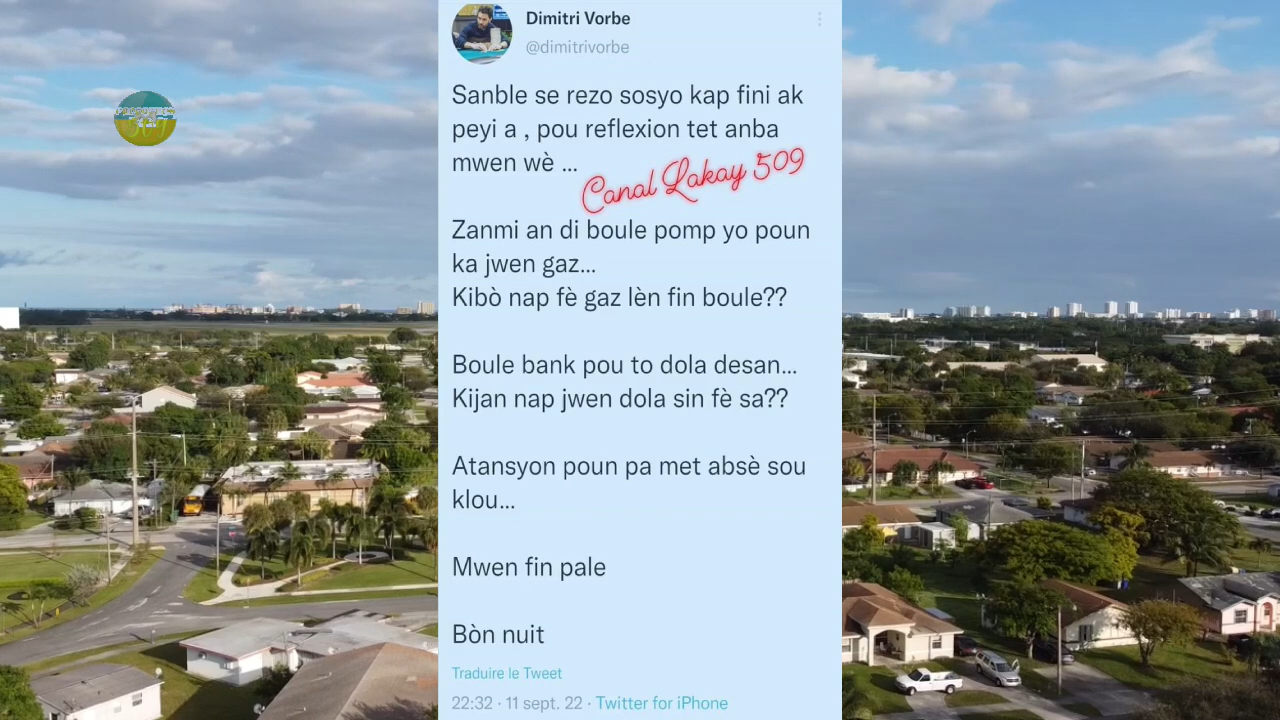 Dimitri Vorbe
@dimitrivorbe
Sanble se rezo sosyo kap fini ak
peyi a , pou reflexion tet anba
mwen wè ...
Canal Lakay 509
Zanmi an di boule pomp yo poun
ka jwen gaz...
Kibò nap fè gaz lèn fin boule??
Boule bank pou to dola desan...
Kijan nap jwen dola sin fè sa??
Atansyon poun pa met absè sou
klou...
Mwen fin pale
Bòn nuit
Traduire le Tweet
22:32 · 11 sept. 22 · Twitter for iPhone